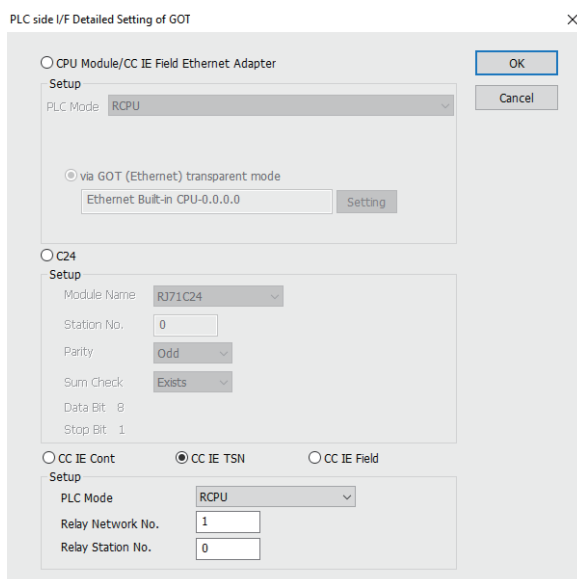 PLC side I/F Detailed Setting of GOT
CPU Module/CC IE Field Ethernet Adapter
OK
Setup
Cancel
PLC Mode RCPU
via GOT (Ethernet) transparent mode
Ethernet Built-in CPU-0.0.0.0 Setting
C24
Setup
Module Name RJ71C24
Station No. 0
Parity Odd
Sum Check Exists
Data Bit 8
Stop Bit 1
CC IE Cont CC IE TSN CC IE Field
Setup
PLC Mode RCPU
Relay Network No. 1
Relay Station No. 0